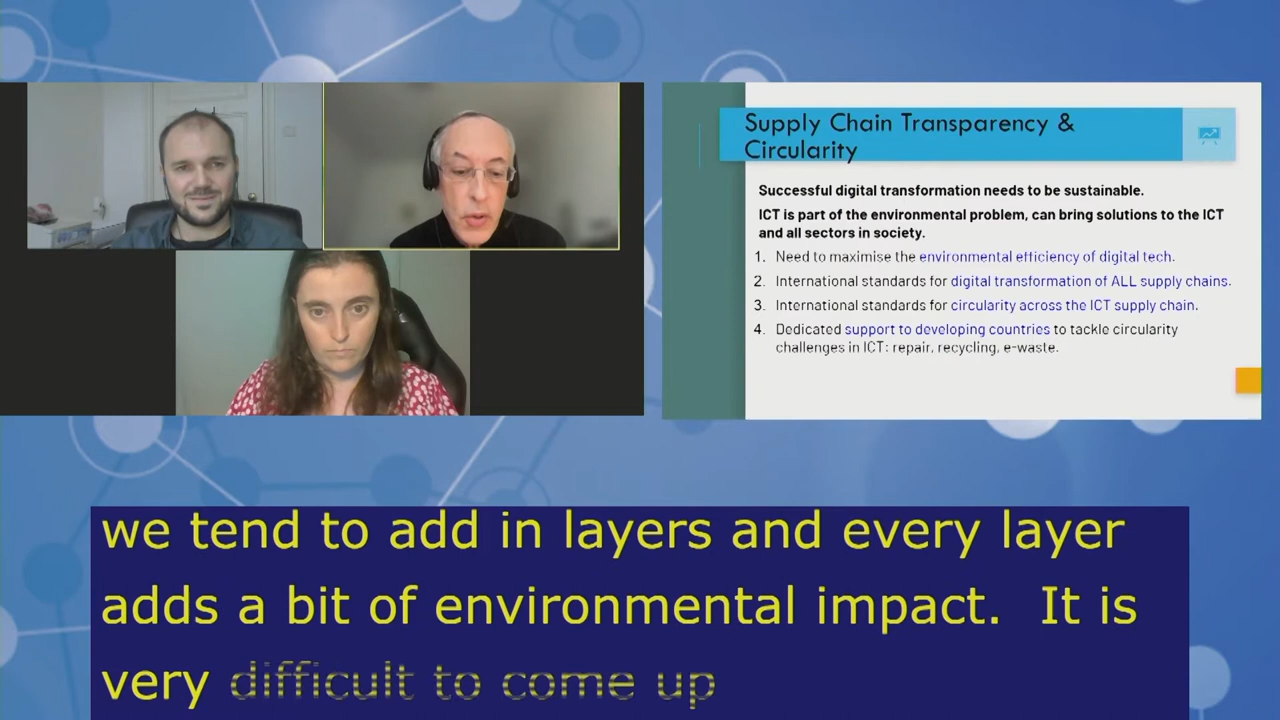 Supply Chain Transparency &
Circularity
Successful digital transformation needs to be sustainable.
ICT is part of the environmental problem, can bring solutions to the ICT
and all sectors in society.
1. Need to maximise the environmental efficiency of digital tech.
2. International standards for digital transformation of ALL supply chains.
3. International standards for circularity across the ICT supply chain.
4. Dedicated support to developing countries to tackle circularity
challenges in ICT: repair, recycling, e-waste.
we tend to add in layers and every layer
adds a bit of environmental impact. It is
very difficult to come up